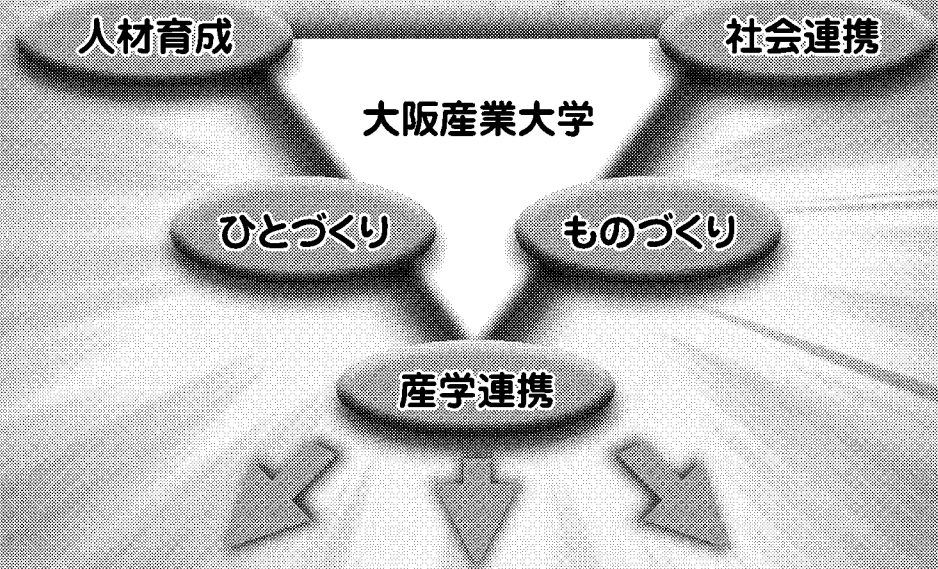 人材育成
社会連携
大阪産業大学
ひとづくり
ものづくり
産学連携